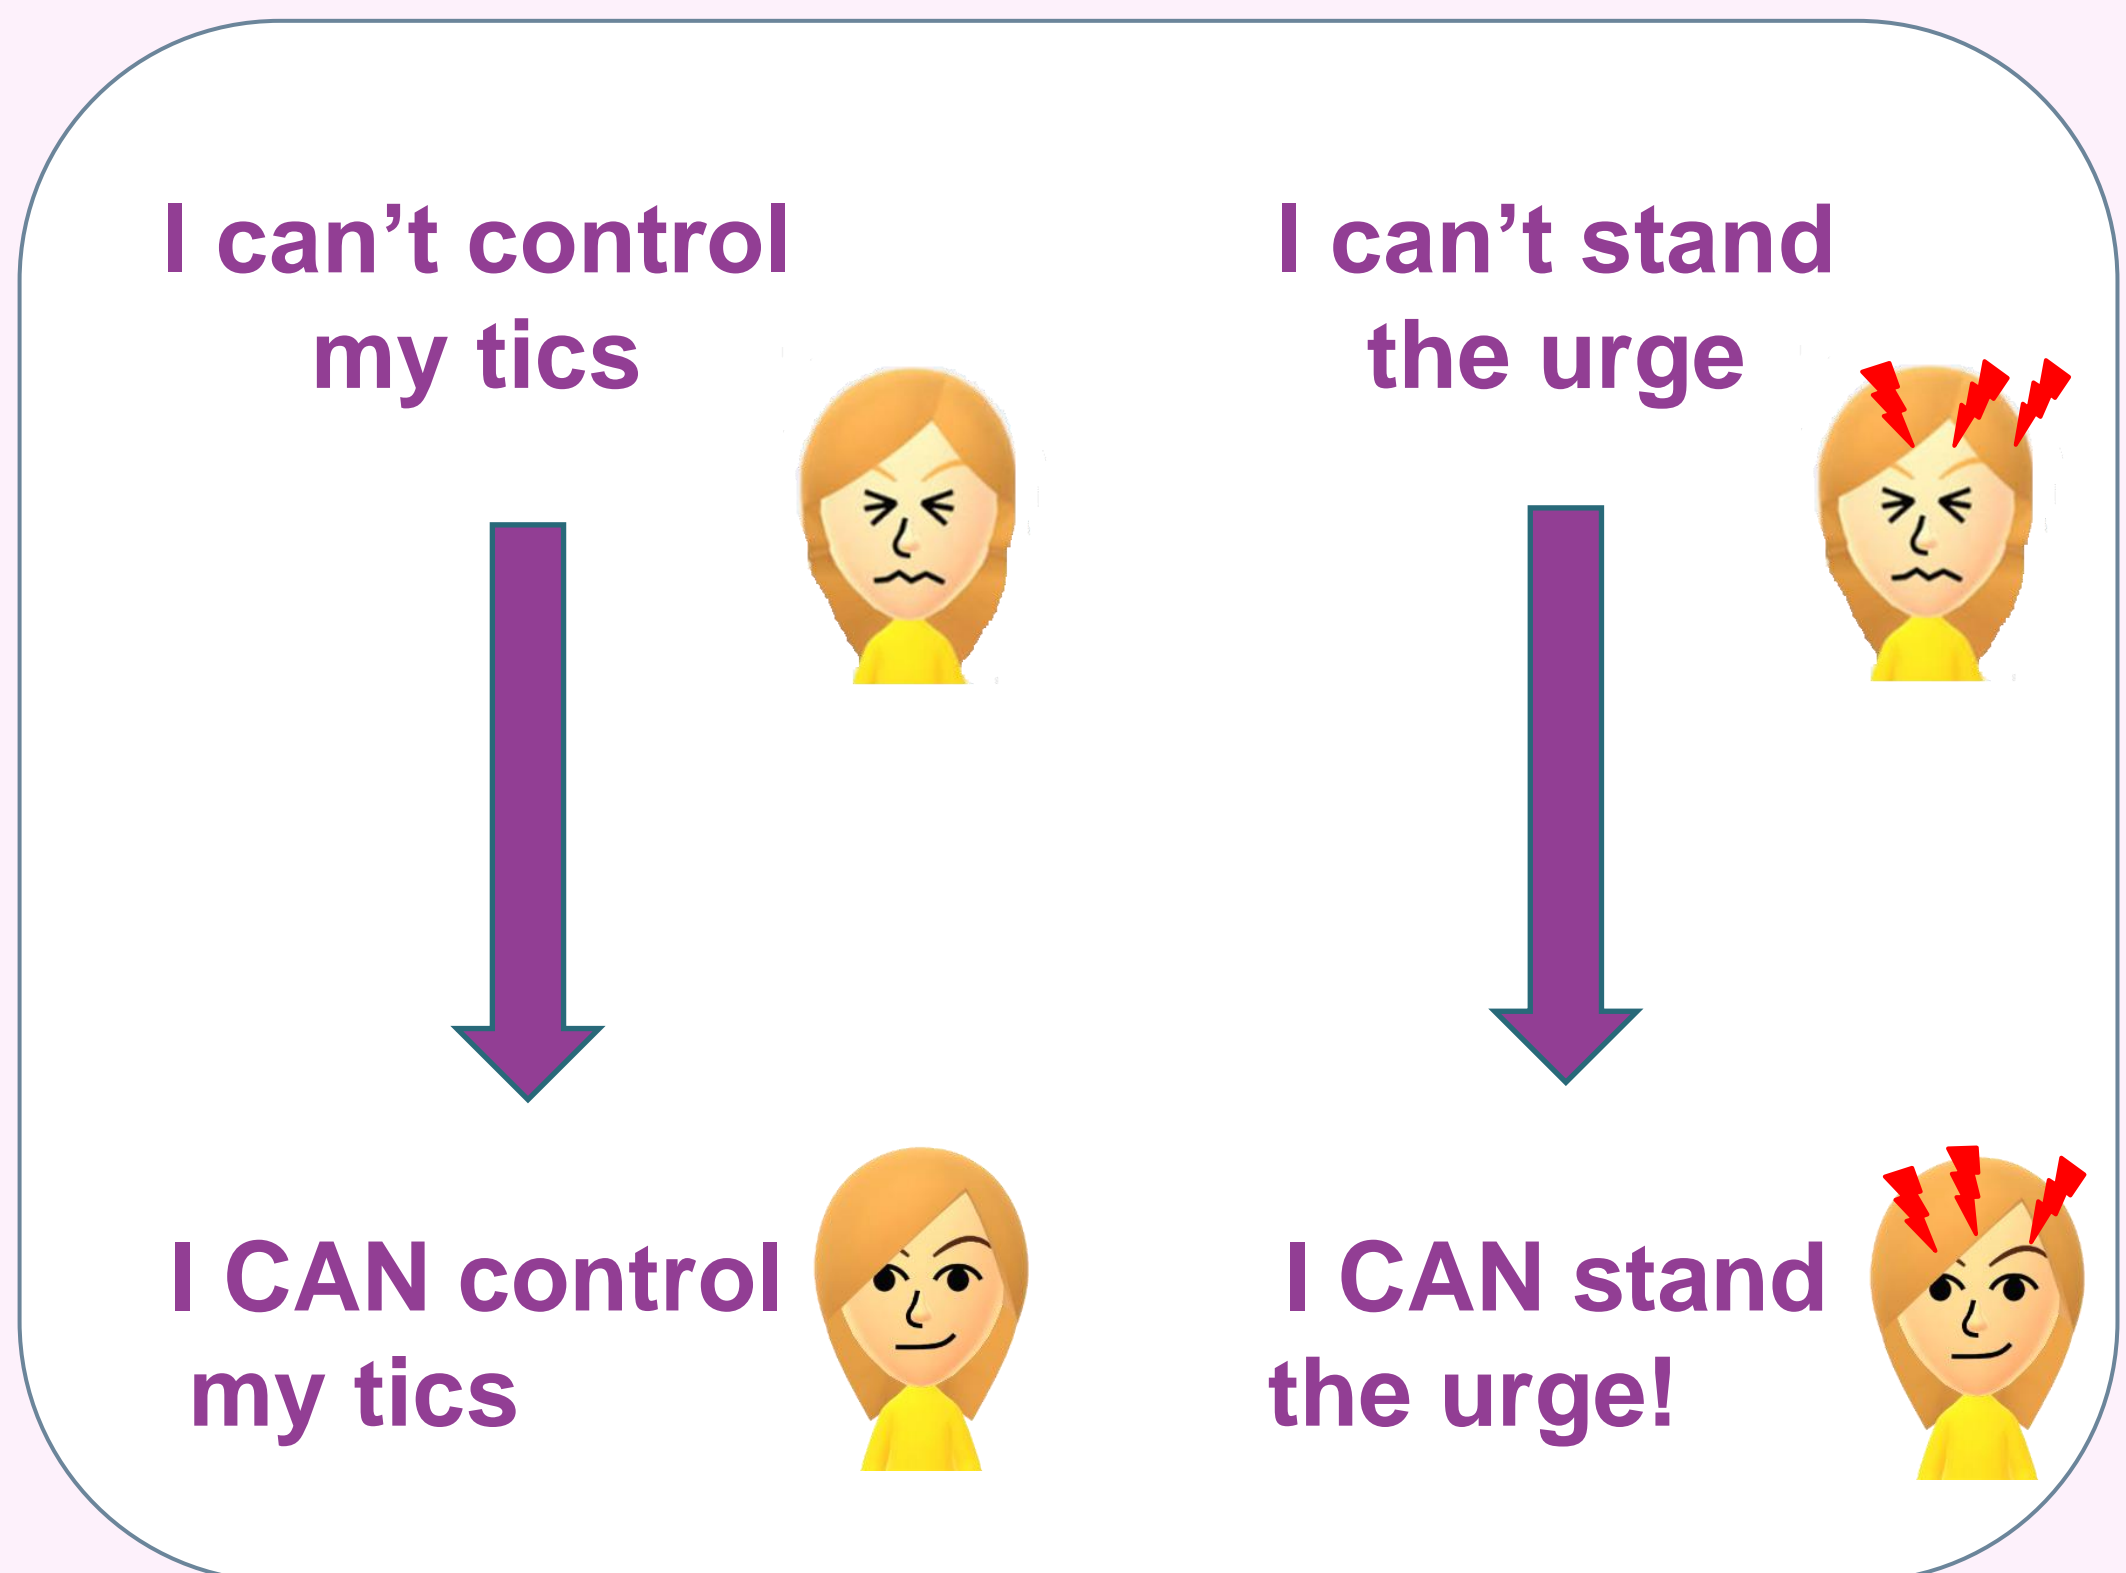 I can’t control
my tics
I can’t stand
the urge
I CAN control
my tics
I CAN stand
the urge!